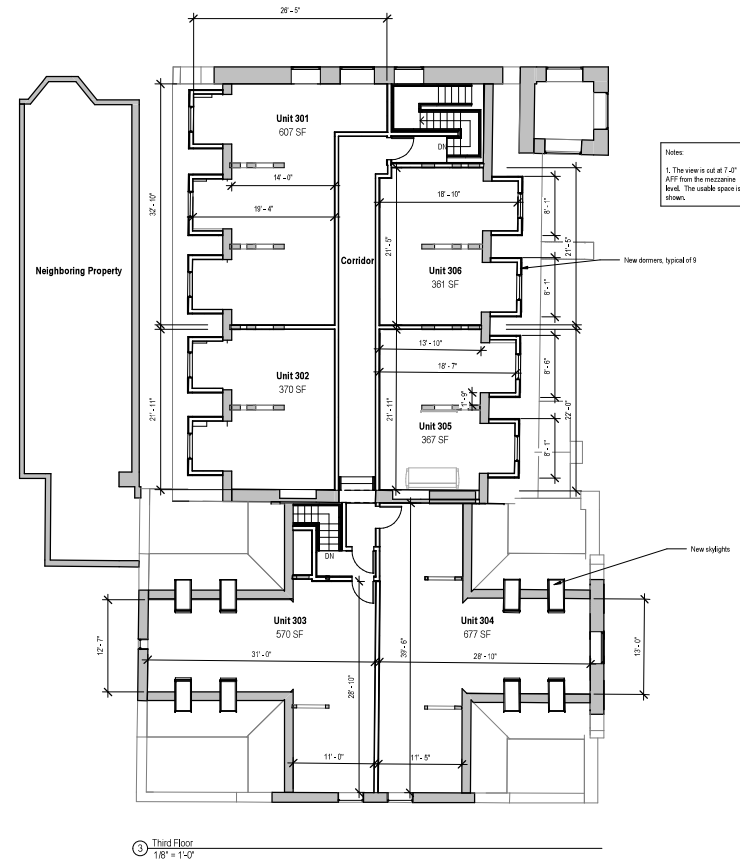 26' - 5"
Unit 301
607 SF
DN
Notes:
1. The view is cut at 7'-0"
AFF from the mezzanine
level. The usable space is
shown.
14' - 0"
18' - 10"
19' - 4"
32' - 10"
8' - 1"
21' - 5"
21' - 5"
Neighboring Property
Corridor
Unit 306
361 SF
New dormers, typical of 9
8' - 1"
13' - 10"
18' - 7"
8' - 6"
Unit 302
370 SF
1' - 9"
21' - 11"
21' - 11"
22' - 0"
Unit 305
367 SF
8' - 1"
DN
New skylights
Unit 303
570 SF
Unit 304
677 SF
12' - 7"
31' - 0"
39' - 6"
28' - 10"
13' - 0"
28' - 10"
11' - 0"
11' - 5"
3
Third Floor
1/8" = 1'-0"